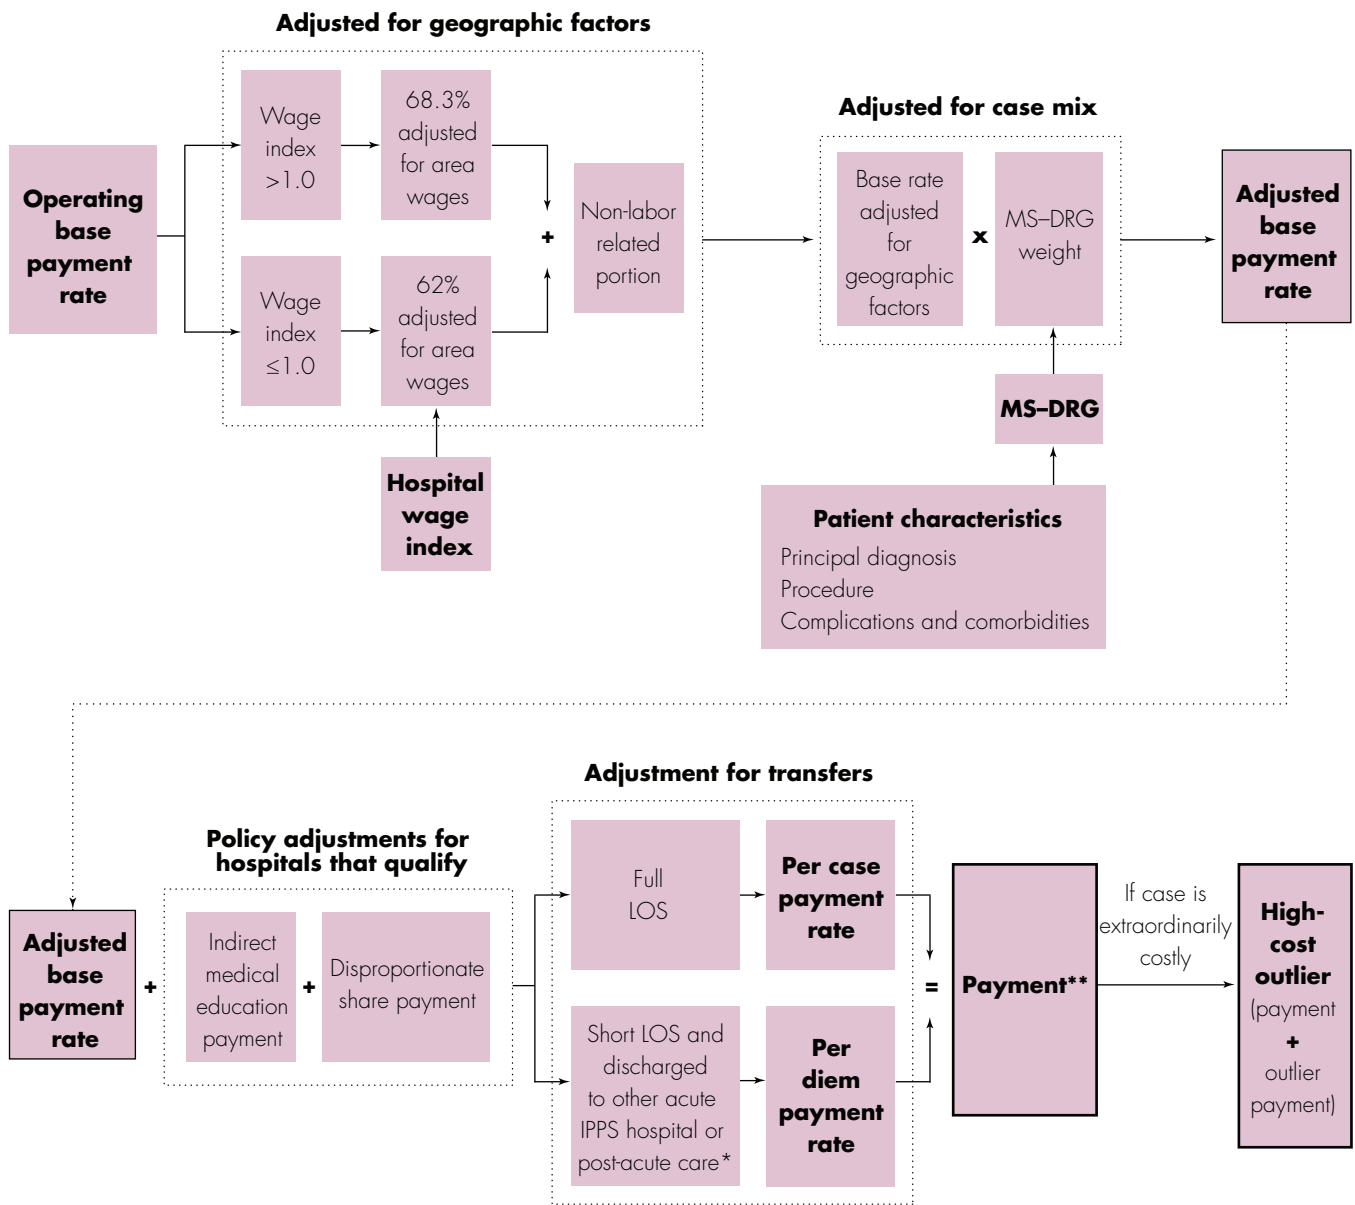 Adjusted for geographic factors
Operating
base
payment
rate
Wage
index
>1.0
68.3%
adjusted
for area
wages
Wage
index
≤1.0
62%
adjusted
for area
wages
+
Non-labor
related
portion
Hospital
wage
index
Adjusted for case mix
Base rate
adjusted
for
geographic
factors
x
MS–DRG
weight
MS–DRG
Patient characteristics
Principal diagnosis
Procedure
Complications and comorbidities
Adjusted
base
payment
rate
Adjusted
base
payment
rate
+
Policy adjustments for
hospitals that qualify
Indirect
medical
education
payment
+
Disproportionate
share payment
Adjustment for transfers
Full
LOS
Per case
payment
rate
Short LOS and
discharged
to other acute
IPPS hospital or
post-acute care*
Per
diem
payment
rate
=
Payment**
If case is
extraordinarily
costly
High-
cost
outlier
(payment
+
outlier
payment)